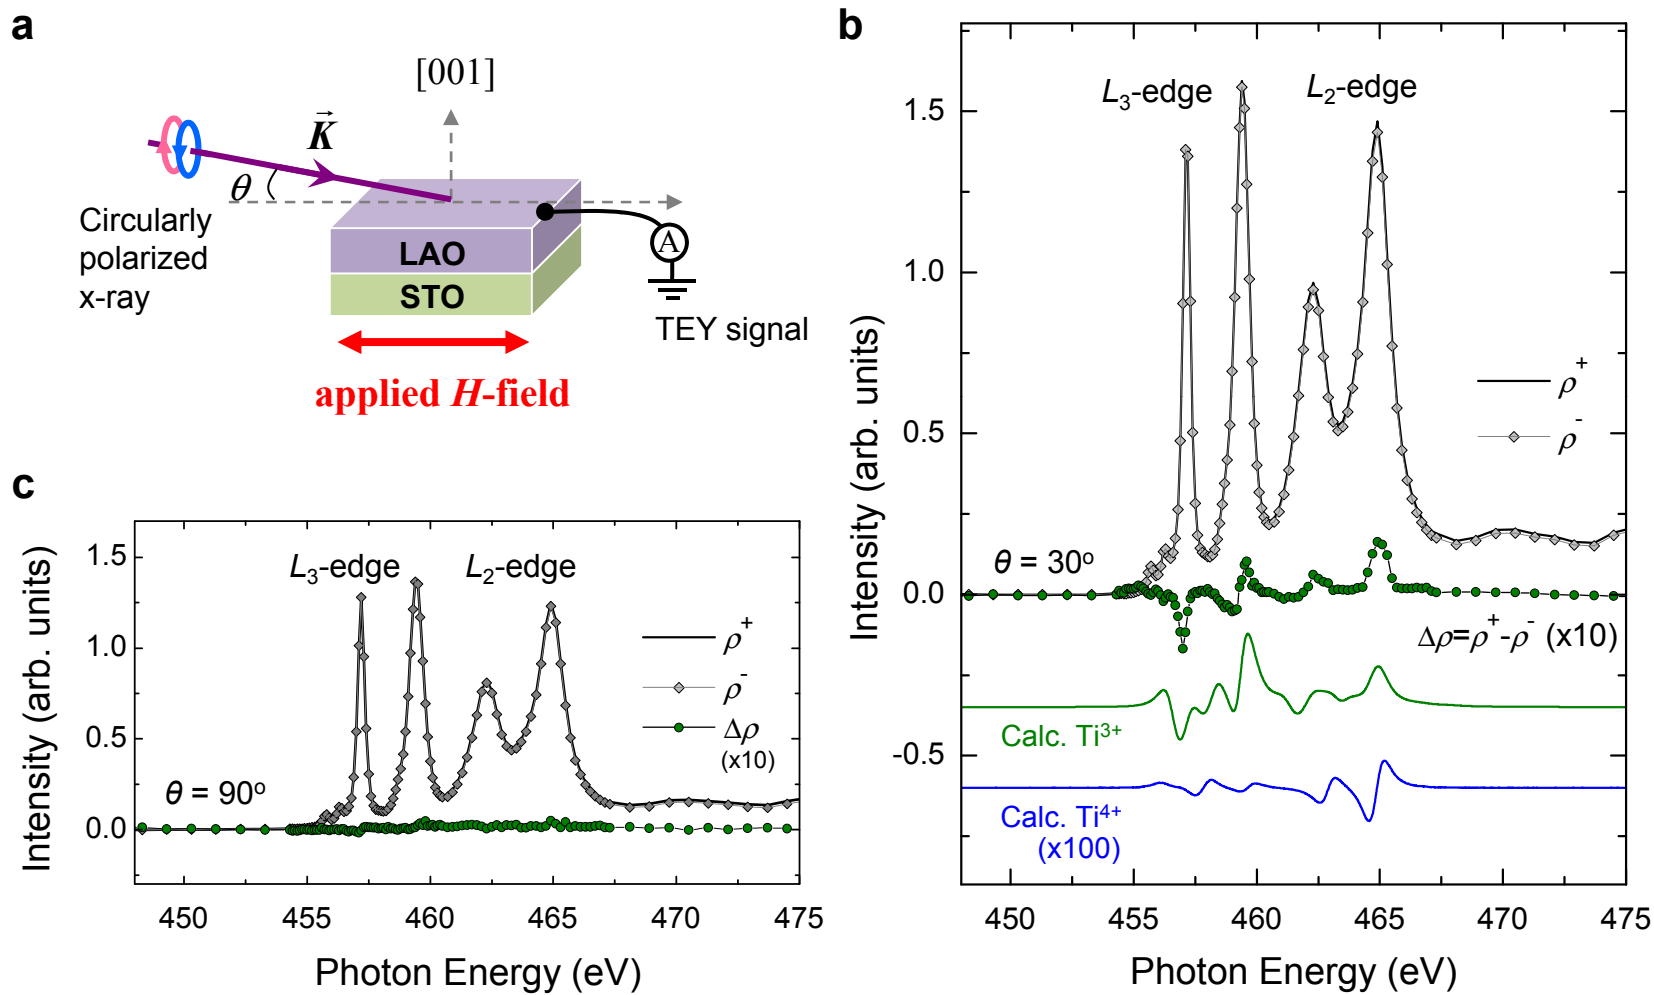 a
[001]
K⃗
θ
Circularly
polarized
x-ray
LAO
STO
A
TEY signal
applied H-field
b
L₃-edge
L₂-edge
1.5
1.0
0.5
0.0
-0.5
Intensity (arb. units)
ρ⁺
ρ⁻
θ = 30°
Δρ=ρ⁺-ρ⁻ (x10)
Calc. Ti³⁺
Calc. Ti⁴⁺
(x100)
450 455 460 465 470 475
Photon Energy (eV)
c
L₃-edge
L₂-edge
1.5
1.0
0.5
0.0
Intensity (arb. units)
ρ⁺
ρ⁻
Δρ
(x10)
θ = 90°
450 455 460 465 470 475
Photon Energy (eV)